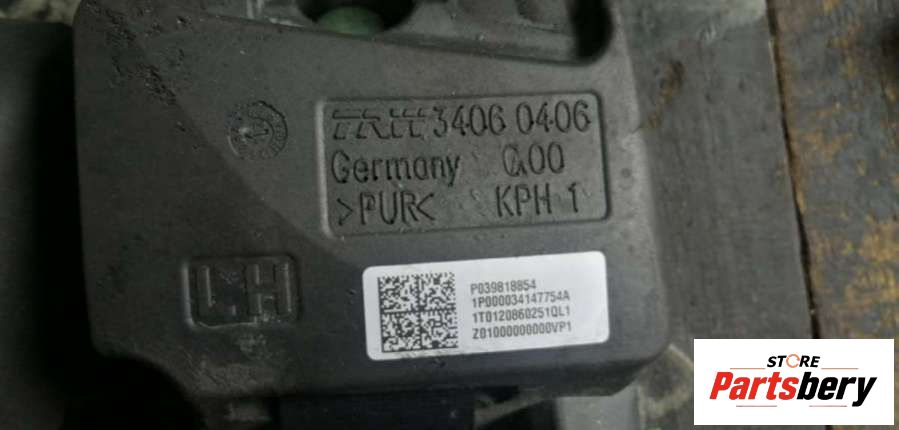 TRW 3406 0406
Germany G00
>PUR< KPH 1
LH
P039818854
1P000034147754A
1T0120860251QL1
Z01000000000VP1
STORE
Partsbery